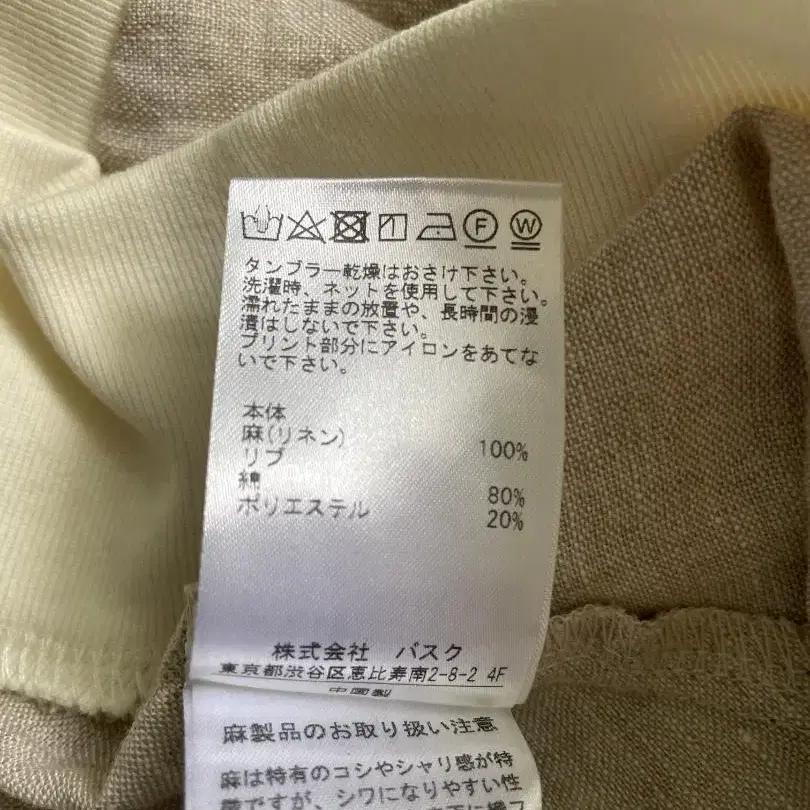 F W
タンブラー乾燥はおさけ下さい。
洗濯時、ネットを使用して下さい。
濡れたままの放置や、長時間の浸
漬はしないで下さい。
プリント部分にアイロンをあてな
いで下さい。
本体
麻(リネン) 100%
リブ
綿 80%
ポリエステル 20%
株式会社 バスク
東京都渋谷区恵比寿南2-8-2 4F
中国製
麻製品のお取り扱い注意
麻は特有のコシやシャリ感が特
徴ですが、シワになりやすい性